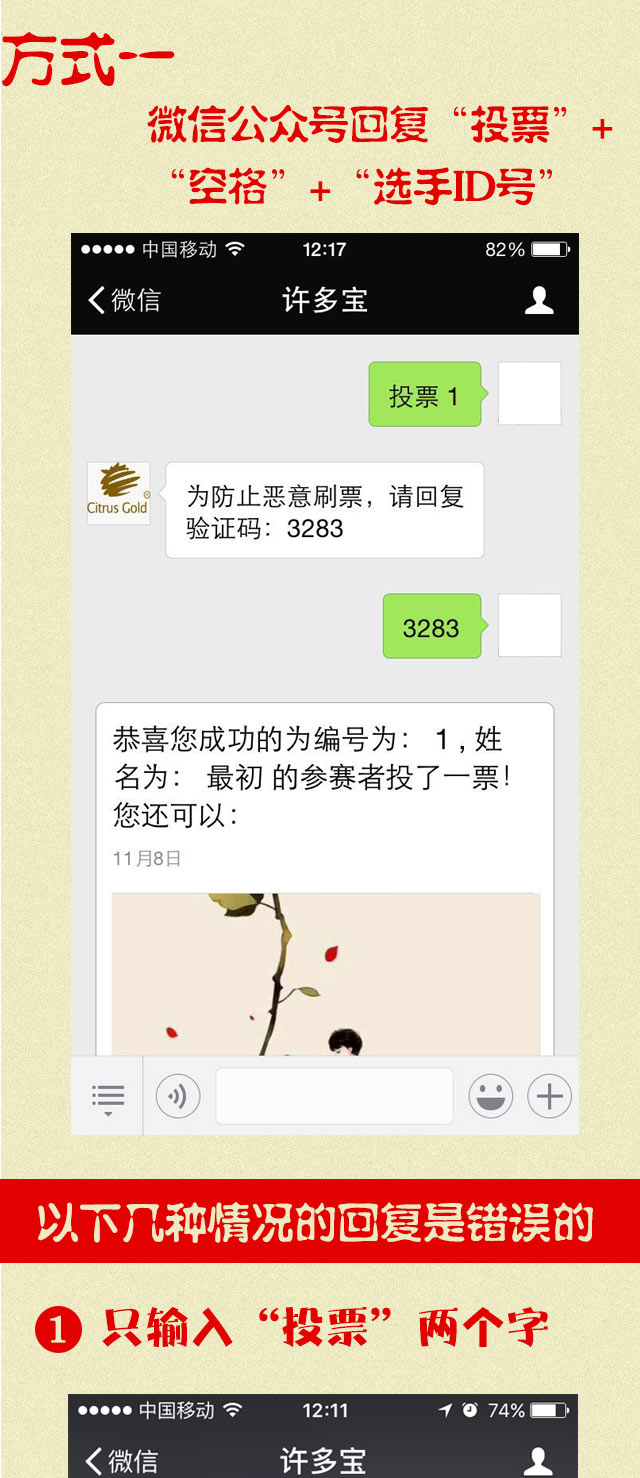 方式一
微信公众号回复“投票”+
“空格”+“选手ID号”
中国移动 12:17 82%
微信 许多宝
投票 1
Citrus Gold ®
为防止恶意刷票，请回复
验证码：3283
3283
恭喜您成功的为编号为： 1 , 姓
名为： 最初 的参赛者投了一票！
您还可以：
11月8日
以下几种情况的回复是错误的
1 只输入“投票”两个字
中国移动 12:11 74%
微信 许多宝